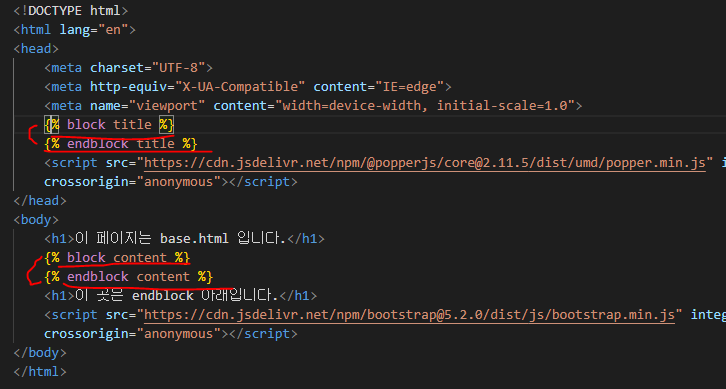 <!DOCTYPE html>
<html lang="en">
<head>
<meta charset="UTF-8">
<meta http-equiv="X-UA-Compatible" content="IE=edge">
<meta name="viewport" content="width=device-width, initial-scale=1.0">
{% block title %}
{% endblock title %}
<script src="https://cdn.jsdelivr.net/npm/@popperjs/core@2.11.5/dist/umd/popper.min.js" i
crossorigin="anonymous"></script>
</head>
<body>
<h1>이 페이지는 base.html 입니다.</h1>
{% block content %}
{% endblock content %}
<h1>이 곳은 endblock 아래입니다.</h1>
<script src="https://cdn.jsdelivr.net/npm/bootstrap@5.2.0/dist/js/bootstrap.min.js" integ
crossorigin="anonymous"></script>
</body>
</html>